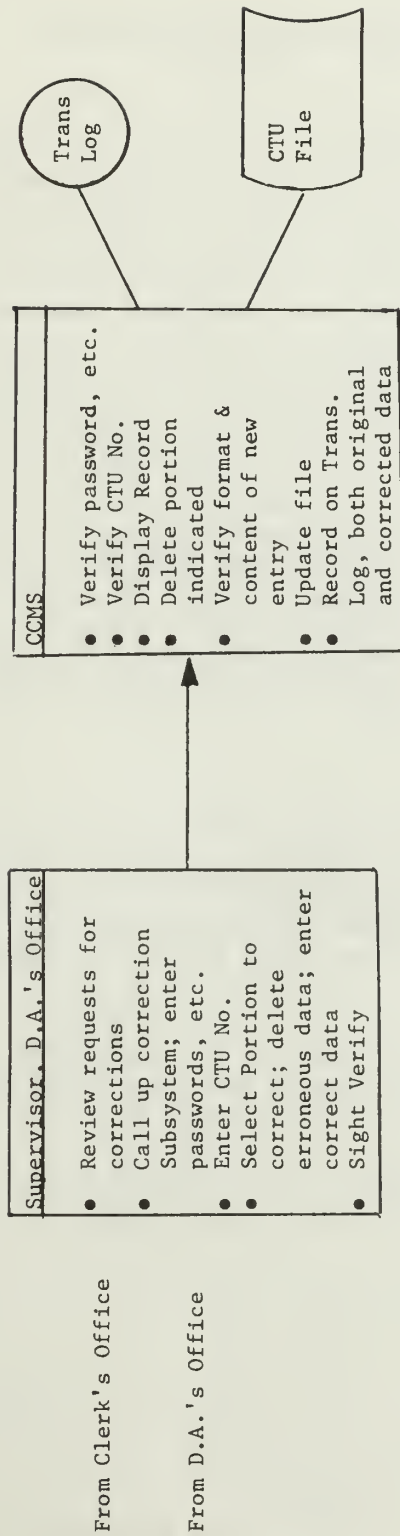 From Clerk's Office
From D.A.'s Office
Supervisor, D.A.'s Office
● Review requests for
corrections
● Call up correction
Subsystem; enter
passwords, etc.
● Enter CTU No.
● Select Portion to
correct; delete
erroneous data; enter
correct data
● Sight Verify
CCMS
● Verify password, etc.
● Verify CTU No.
● Display Record
● Delete portion
indicated
● Verify format &
content of new
entry
● Update file
● Record on Trans.
Log, both original
and corrected data
Trans
Log
CTU
File